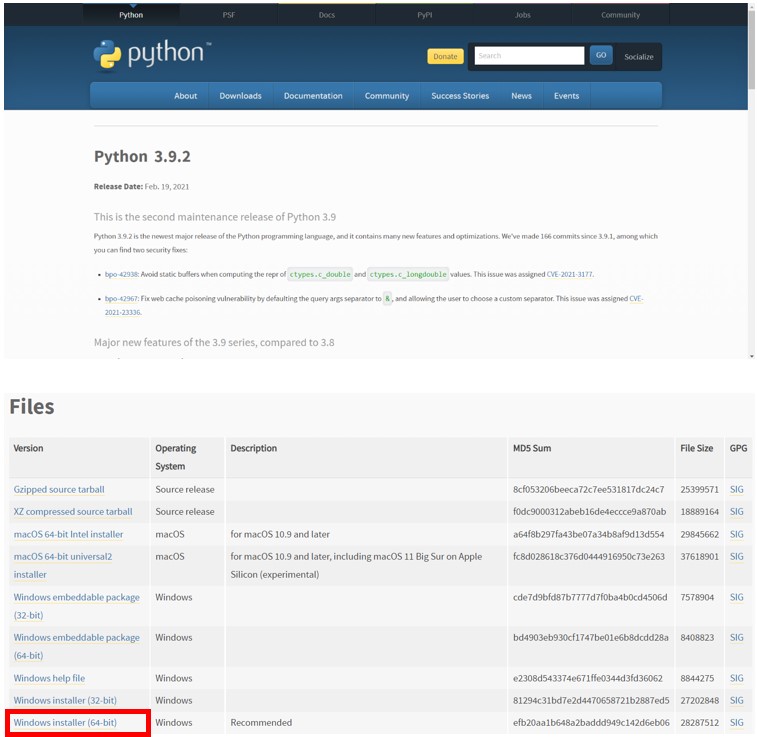 Python PSF Docs PyPI Jobs Community
python™
Donate Search GO Socialize
About Downloads Documentation Community Success Stories News Events
Python 3.9.2
Release Date: Feb. 19, 2021
This is the second maintenance release of Python 3.9
Python 3.9.2 is the newest major release of the Python programming language, and it contains many new features and optimizations. We've made 166 commits since 3.9.1, among which
you can find two security fixes:
• bpo-42938: Avoid static buffers when computing the repr of ctypes.c_double and ctypes.c_longdouble values. This issue was assigned CVE-2021-3177.
• bpo-42967: Fix web cache poisoning vulnerability by defaulting the query args separator to &, and allowing the user to choose a custom separator. This issue was assigned CVE-
2021-23336.
Major new features of the 3.9 series, compared to 3.8
Files
Version Operating System Description MD5 Sum File Size GPG
Gzipped source tarball Source release 8cf053206beeca72c7ee531817dc24c7 25399571 SIG
XZ compressed source tarball Source release f0dc9000312abeb16de4eccce9a870ab 18889164 SIG
macOS 64-bit Intel installer macOS for macOS 10.9 and later a64f8b297fa43be07a34b8af9d13d554 29845662 SIG
macOS 64-bit universal2 macOS for macOS 10.9 and later, including macOS 11 Big Sur on Apple fc8d028618c376d0444916950c73e263 37618901 SIG
installer Silicon (experimental)
Windows embeddable package Windows cde7d9bfd87b7777d7f0ba4b0cd4506d 7578904 SIG
(32-bit)
Windows embeddable package Windows bd4903eb930cf1747be01e6b8dcdd28a 8408823 SIG
(64-bit)
Windows help file Windows e2308d543374e671ffe0344d3fd36062 8844275 SIG
Windows installer (32-bit) Windows 81294c31bd7e2d4470658721b2887ed5 27202848 SIG
Windows installer (64-bit) Windows Recommended efb20aa1b648a2baddd949c142d6eb06 28287512 SIG